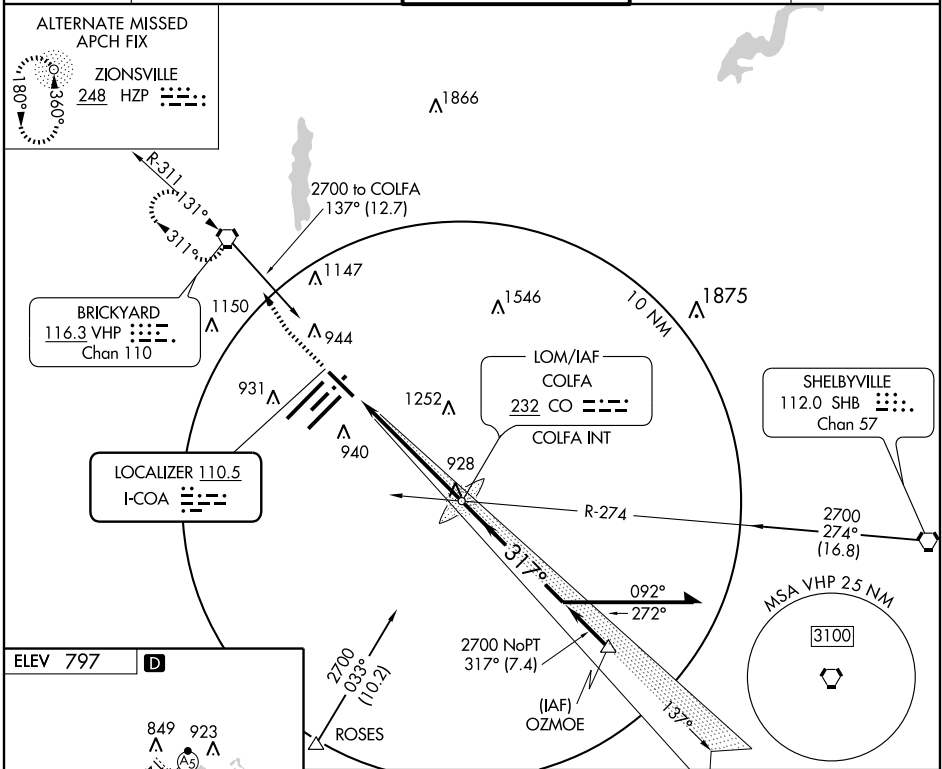 ALTERNATE MISSED
APCH FIX
ZIONSVILLE
248 HZP
180°
360°
1866
R-311
131°
311°
2700 to COLFA
137° (12.7)
BRICKYARD
116.3 VHP
Chan 110
1150
1147
944
1546
10 NM
1875
931
940
1252
928
LOM/IAF
COLFA
232 CO
COLFA INT
SHELBYVILLE
112.0 SHB
Chan 57
LOCALIZER 110.5
I-COA
R-274
2700
274°
(16.8)
317°
092°
272°
2700 NoPT
317° (7.4)
(IAF)
OZMOE
137°
MSA VHP 25 NM
3100
2700
033°
(10.2)
ROSES
ELEV 797
D
849
923
A5